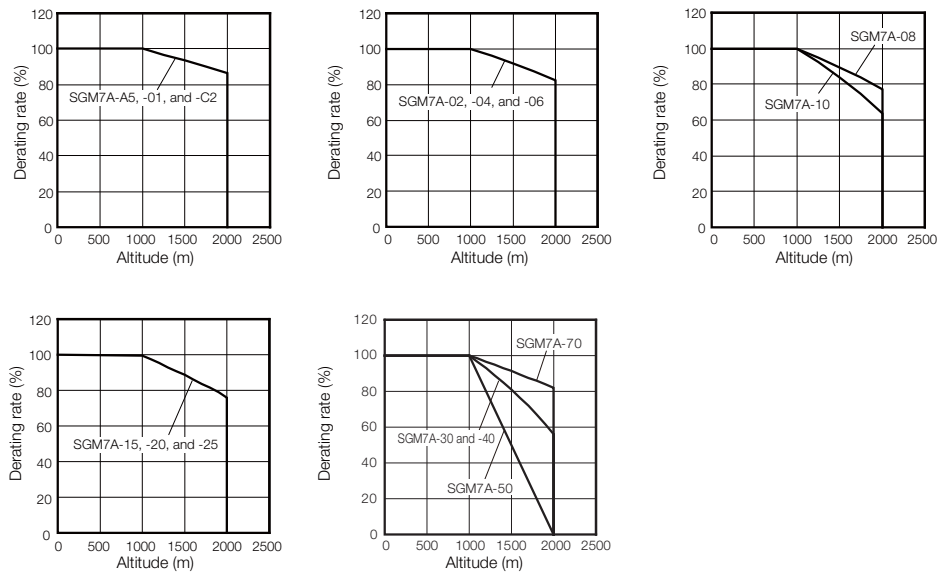 120
100
80
60
40
20
0
Derating rate (%)
SGM7A-A5, -01, and -C2
0 500 1000 1500 2000 2500
Altitude (m)
120
100
80
60
40
20
0
Derating rate (%)
SGM7A-02, -04, and -06
0 500 1000 1500 2000 2500
Altitude (m)
120
100
80
60
40
20
0
Derating rate (%)
SGM7A-08
SGM7A-10
0 500 1000 1500 2000 2500
Altitude (m)
120
100
80
60
40
20
0
Derating rate (%)
SGM7A-15, -20, and -25
0 500 1000 1500 2000 2500
Altitude (m)
120
100
80
60
40
20
0
Derating rate (%)
SGM7A-70
SGM7A-30 and -40
SGM7A-50
0 500 1000 1500 2000 2500
Altitude (m)